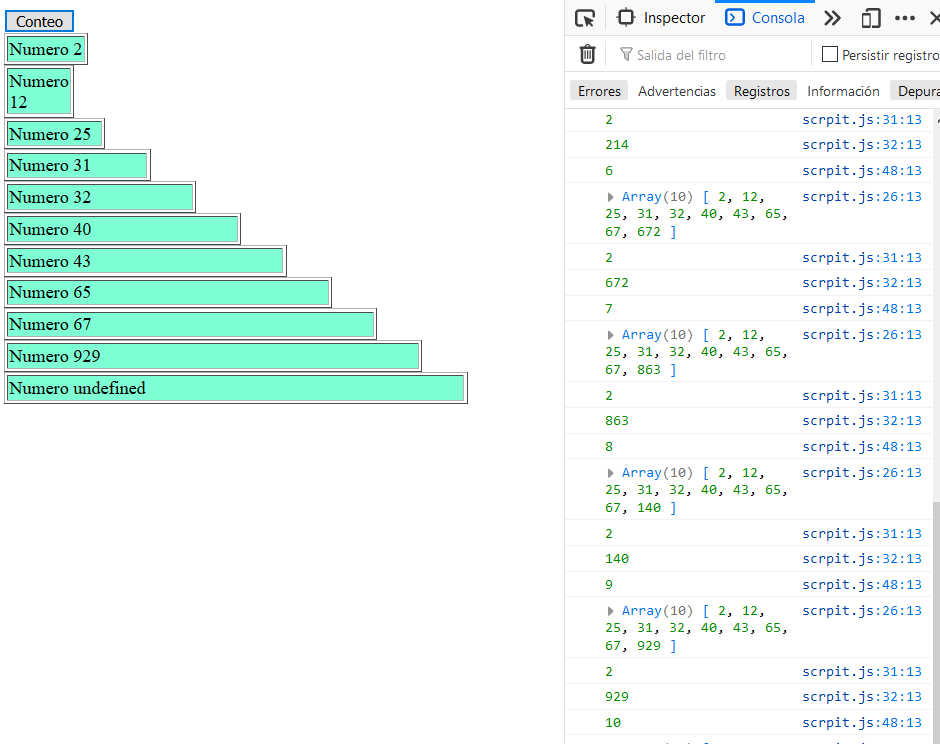 Conteo
Numero 2
Numero
12
Numero 25
Numero 31
Numero 32
Numero 40
Numero 43
Numero 65
Numero 67
Numero 929
Numero undefined
Inspector Consola
Salida del filtro Persistir registro
Errores Advertencias Registros Información Depura
2 scrpit.js:31:13
214 scrpit.js:32:13
6 scrpit.js:48:13
Array(10) [ 2, 12, scrpit.js:26:13
25, 31, 32, 40, 43, 65,
67, 672 ]
2 scrpit.js:31:13
672 scrpit.js:32:13
7 scrpit.js:48:13
Array(10) [ 2, 12, scrpit.js:26:13
25, 31, 32, 40, 43, 65,
67, 863 ]
2 scrpit.js:31:13
863 scrpit.js:32:13
8 scrpit.js:48:13
Array(10) [ 2, 12, scrpit.js:26:13
25, 31, 32, 40, 43, 65,
67, 140 ]
2 scrpit.js:31:13
140 scrpit.js:32:13
9 scrpit.js:48:13
Array(10) [ 2, 12, scrpit.js:26:13
25, 31, 32, 40, 43, 65,
67, 929 ]
2 scrpit.js:31:13
929 scrpit.js:32:13
10 scrpit.js:48:13